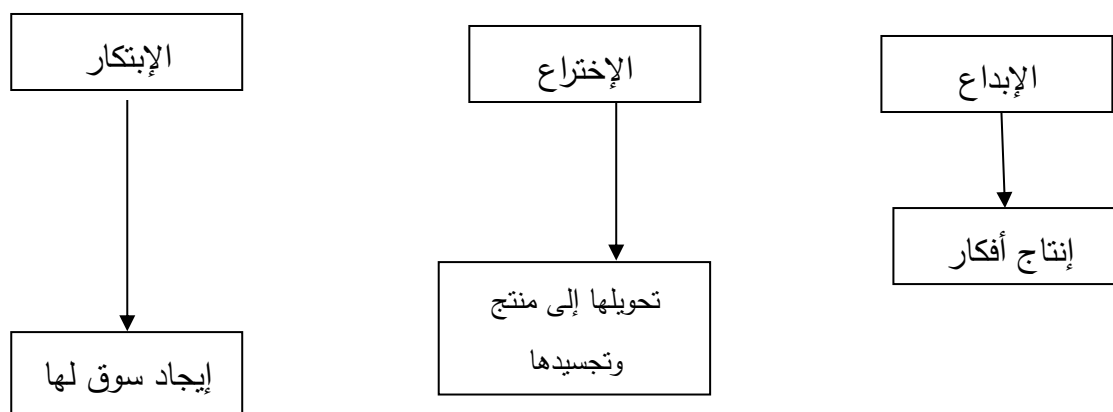 الإبداع
الإختراع
الإبتكار
إنتاج أفكار
تحويلها إلى منتج
وتجسيدها
إيجاد سوق لها